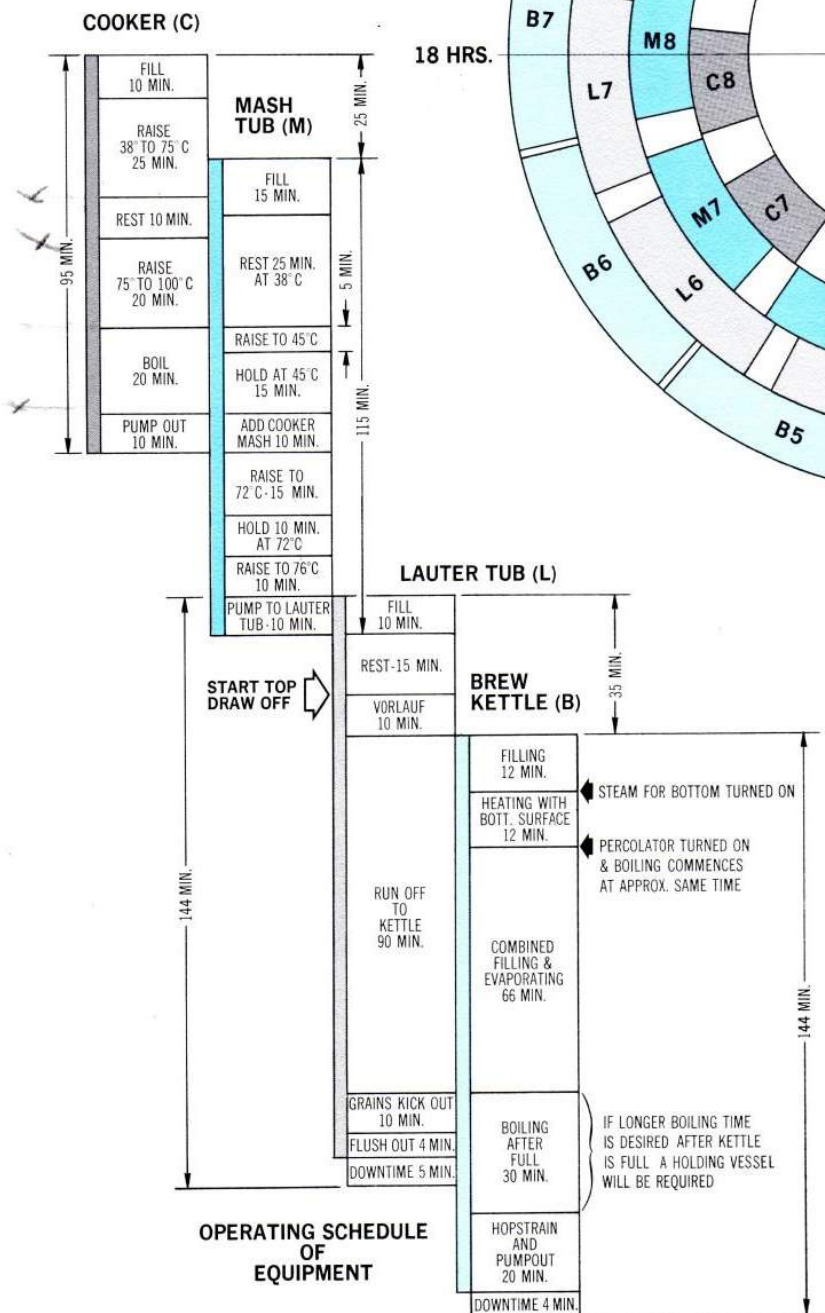 COOKER (C)
FILL
10 MIN.
RAISE
38° TO 75°C
25 MIN.
REST 10 MIN.
RAISE
75° TO 100°C
20 MIN.
BOIL
20 MIN.
PUMP OUT
10 MIN.
95 MIN.
25 MIN.
MASH
TUB (M)
FILL
15 MIN.
REST 25 MIN.
AT 38°C
RAISE TO 45°C
HOLD AT 45°C
15 MIN.
ADD COOKER
MASH 10 MIN.
RAISE TO
72°C-15 MIN.
HOLD 10 MIN.
AT 72°C
RAISE TO 76°C
10 MIN.
PUMP TO LAUTER
TUB-10 MIN.
5 MIN.
115 MIN.
18 HRS.
B7
L7
M8
C8
B6
L6
M7
C7
B5
LAUTER TUB (L)
FILL
10 MIN.
REST-15 MIN.
VORLAUF
10 MIN.
RUN OFF
TO
KETTLE
90 MIN.
GRAINS KICK OUT
10 MIN.
FLUSH OUT 4 MIN.
DOWNTIME 5 MIN.
START TOP
DRAW OFF
144 MIN.
35 MIN.
BREW
KETTLE (B)
FILLING
12 MIN.
HEATING WITH
BOTT. SURFACE
12 MIN.
COMBINED
FILLING &
EVAPORATING
66 MIN.
BOILING
AFTER
FULL
30 MIN.
HOPSTRAIN
AND
PUMPOUT
20 MIN.
DOWNTIME 4 MIN.
STEAM FOR BOTTOM TURNED ON
PERCOLATOR TURNED ON
& BOILING COMMENCES
AT APPROX. SAME TIME
144 MIN.
IF LONGER BOILING TIME
IS DESIRED AFTER KETTLE
IS FULL A HOLDING VESSEL
WILL BE REQUIRED
OPERATING SCHEDULE
OF
EQUIPMENT